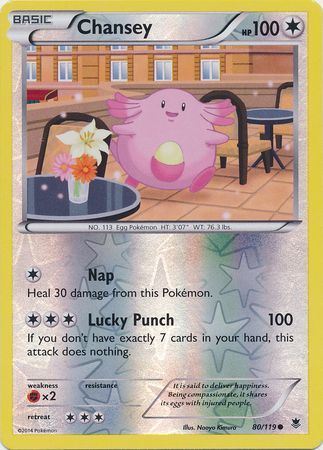 BASIC
Chansey
HP100
NO. 113 Egg Pokémon HT: 3'07" WT: 76.3 lbs.
Nap
Heal 30 damage from this Pokémon.
Lucky Punch 100
If you don't have exactly 7 cards in your hand, this
attack does nothing.
weakness resistance
×2
retreat
It is said to deliver happiness.
Being compassionate, it shares
its eggs with injured people.
©2014 Pokémon
Illus. Naoyo Kimura
80/119